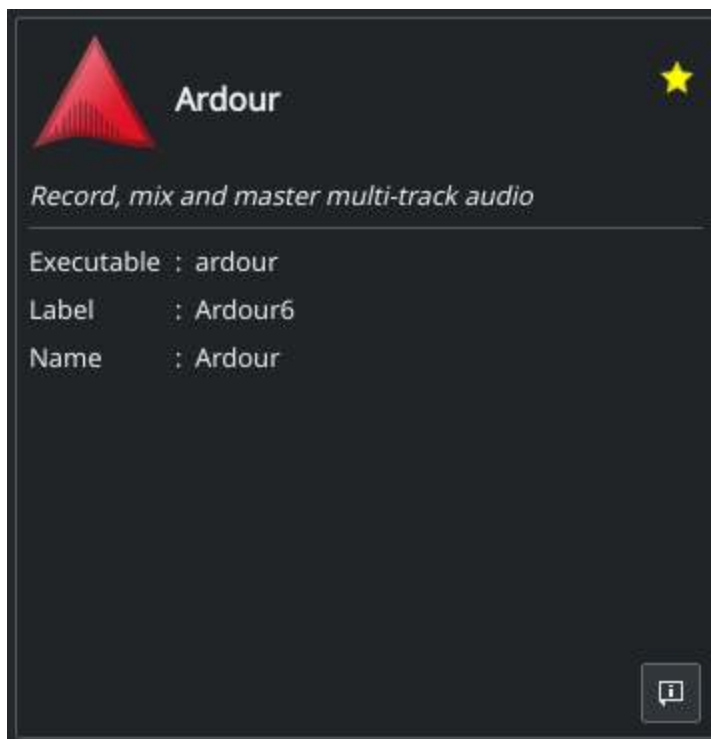 Ardour
Record, mix and master multi-track audio
Executable : ardour
Label : Ardour6
Name : Ardour